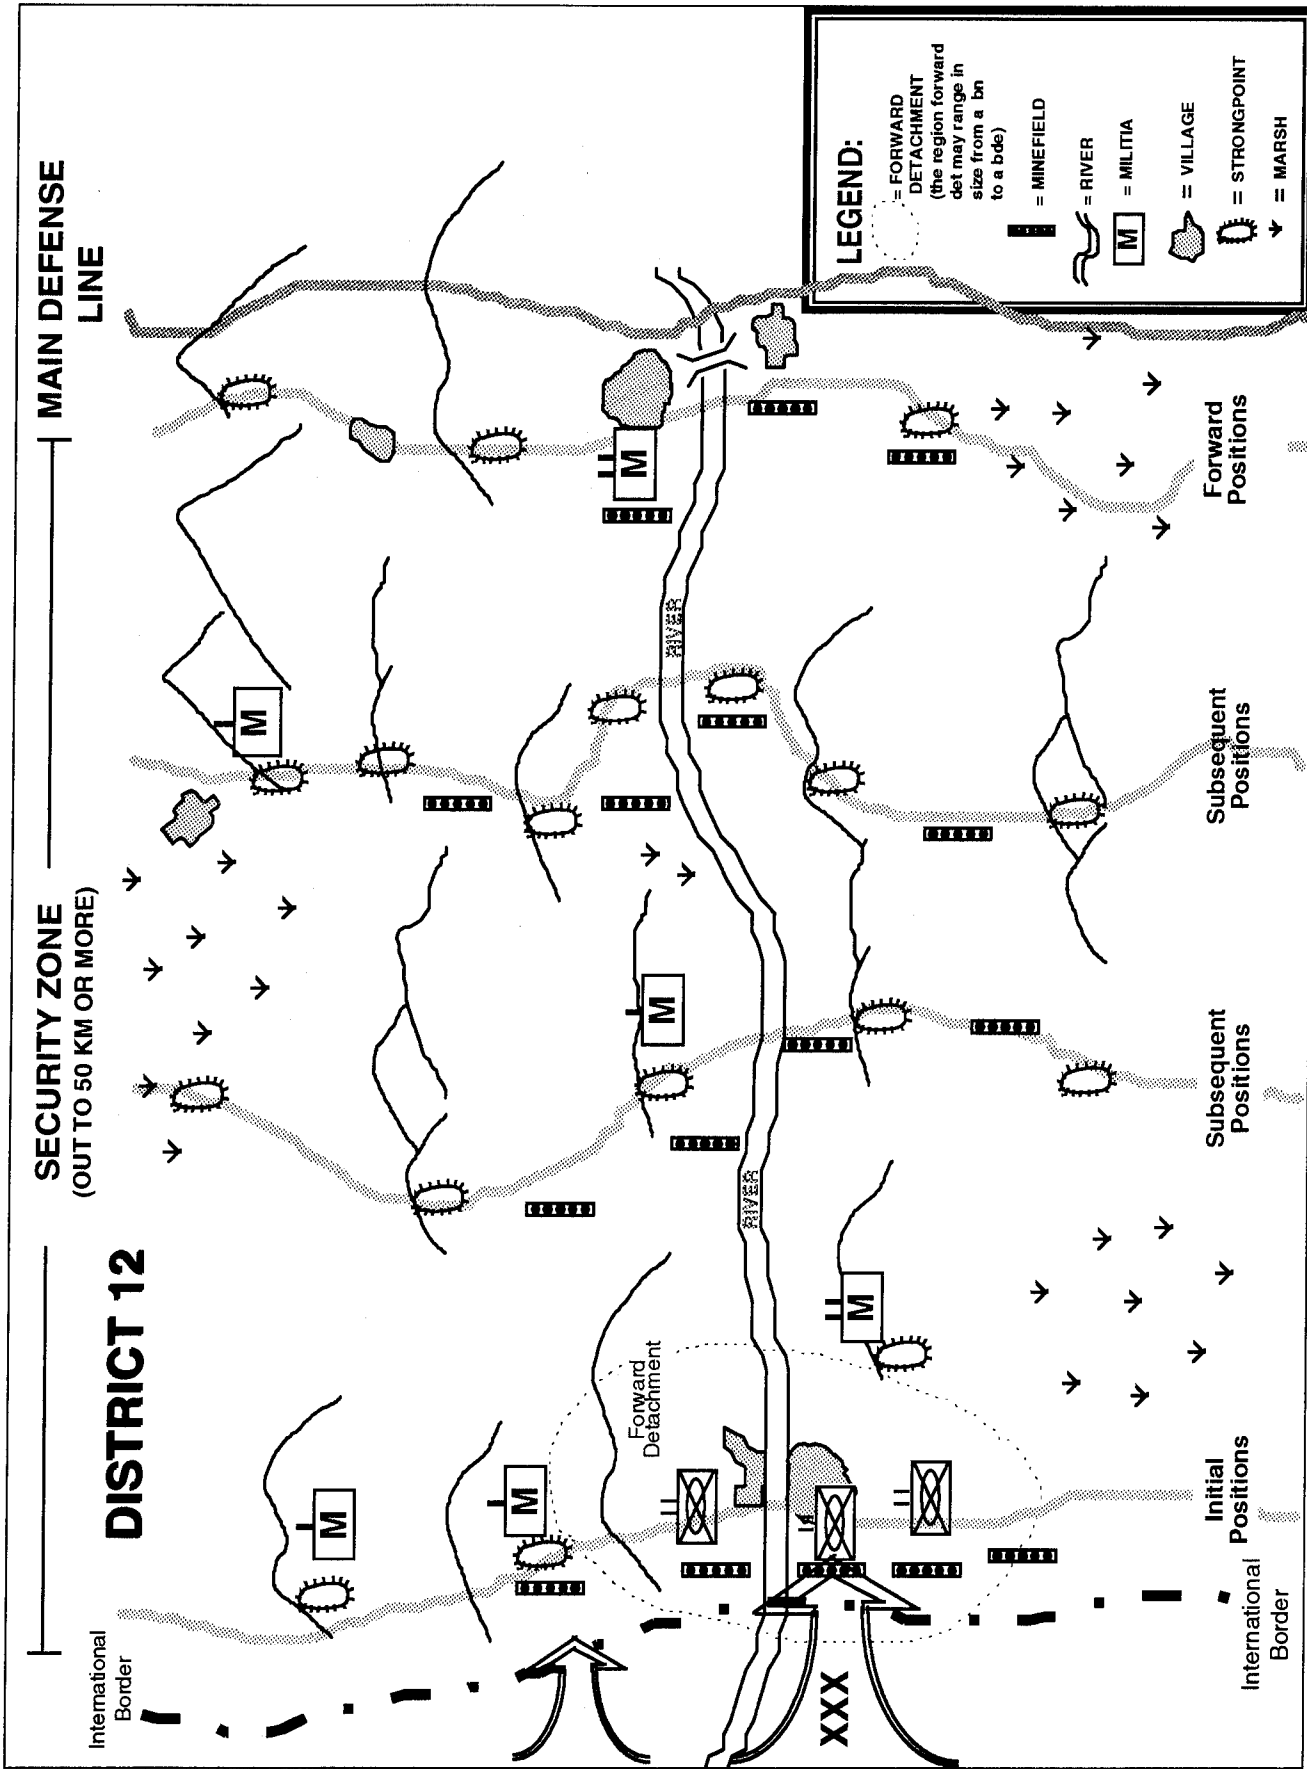 MAIN DEFENSE
LINE
SECURITY ZONE
(OUT TO 50 KM OR MORE)
DISTRICT 12
International
Border
M
M
Forward
Detachment
M
M
M
M
RIVER
RIVER
XXX
Initial
Positions
Subsequent
Positions
Subsequent
Positions
Forward
Positions
International
Border
LEGEND:
= FORWARD
DETACHMENT
(the region forward
det may range in
size from a bn
to a bde)
= MINEFIELD
= RIVER
M = MILITIA
= VILLAGE
= STRONGPOINT
= MARSH